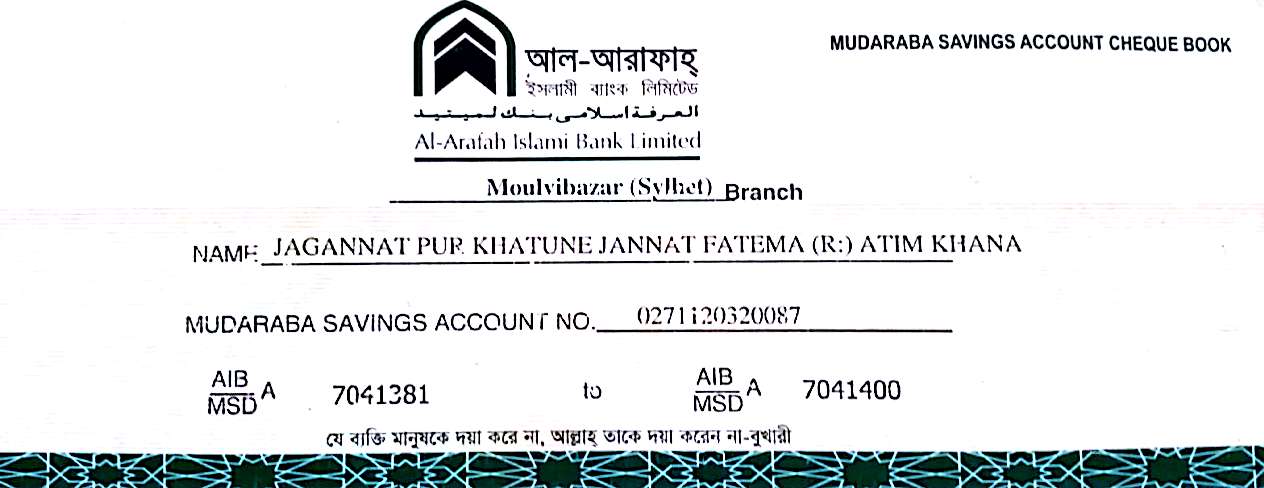 MUDARABA SAVINGS ACCOUNT CHEQUE BOOK
আল-আরাফাহ্
ইসলামী ব্যাংক লিমিটেড
العرفة اسلامى بنك لميتيد
Al-Arafah Islami Bank Limited
Moulvibazar (Sylhet) Branch
NAME JAGANNAT PUR KHATUNE JANNAT FATEMA (R:) ATIM KHANA
MUDARABA SAVINGS ACCOUNT NO. 0271120320087
AIB/MSD A 7041381 to AIB/MSD A 7041400
যে ব্যক্তি মানুষকে দয়া করে না, আল্লাহ্ তাকে দয়া করেন না-বুখারী